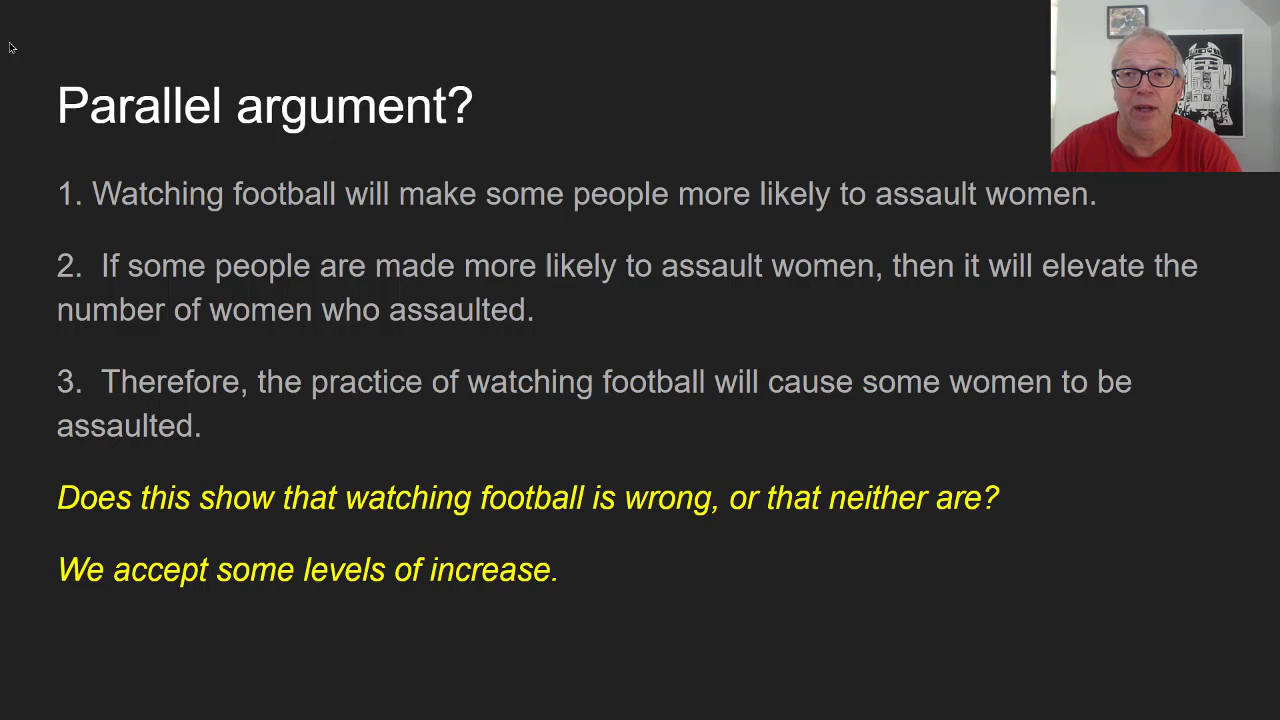 Parallel argument?
1. Watching football will make some people more likely to assault women.
2. If some people are made more likely to assault women, then it will elevate the
number of women who assaulted.
3. Therefore, the practice of watching football will cause some women to be
assaulted.
Does this show that watching football is wrong, or that neither are?
We accept some levels of increase.